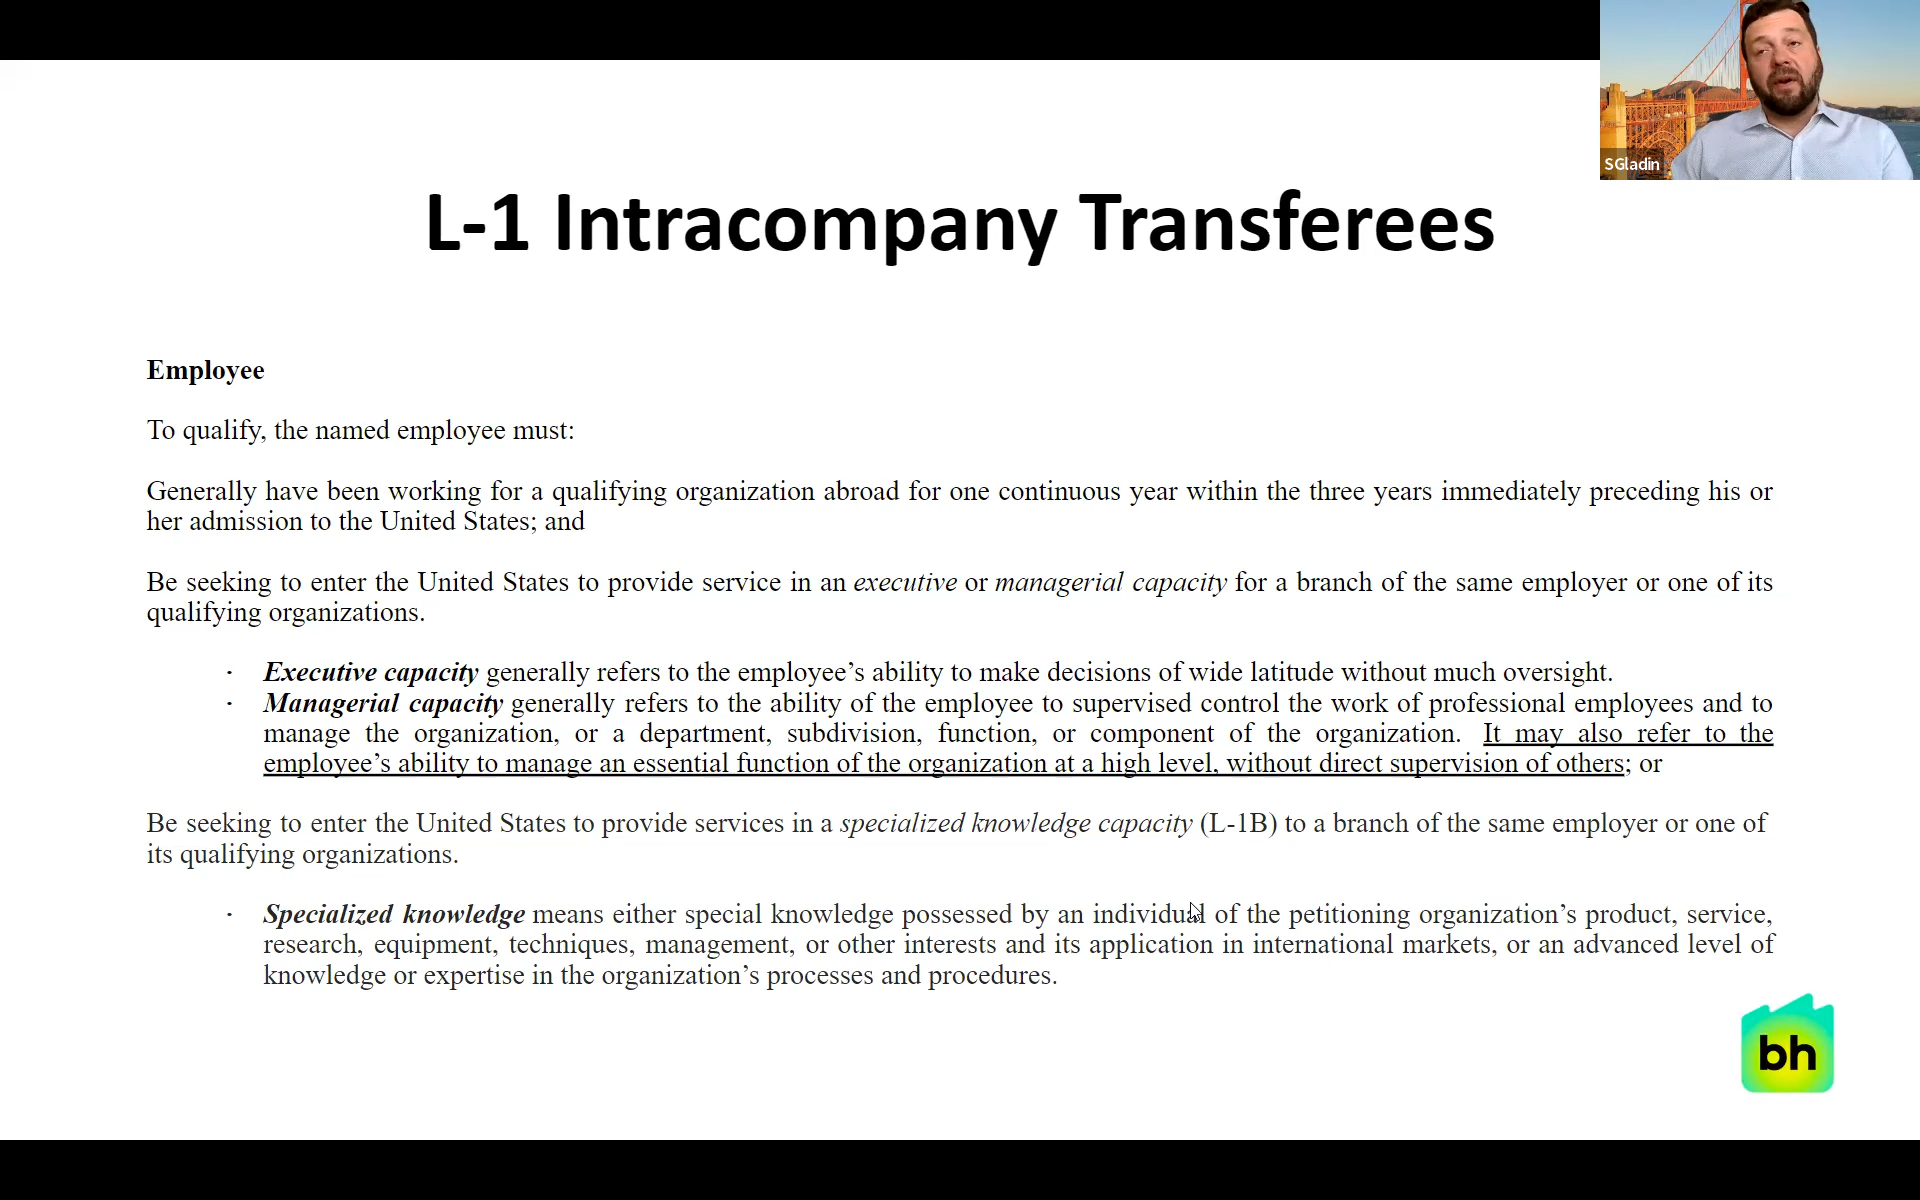 SGladin
L-1 Intracompany Transferees
Employee
To qualify, the named employee must:
Generally have been working for a qualifying organization abroad for one continuous year within the three years immediately preceding his or
her admission to the United States; and
Be seeking to enter the United States to provide service in an executive or managerial capacity for a branch of the same employer or one of its
qualifying organizations.
· Executive capacity generally refers to the employee’s ability to make decisions of wide latitude without much oversight.
· Managerial capacity generally refers to the ability of the employee to supervised control the work of professional employees and to
manage the organization, or a department, subdivision, function, or component of the organization. It may also refer to the
employee’s ability to manage an essential function of the organization at a high level, without direct supervision of others; or
Be seeking to enter the United States to provide services in a specialized knowledge capacity (L-1B) to a branch of the same employer or one of
its qualifying organizations.
· Specialized knowledge means either special knowledge possessed by an individual of the petitioning organization’s product, service,
research, equipment, techniques, management, or other interests and its application in international markets, or an advanced level of
knowledge or expertise in the organization’s processes and procedures.
bh